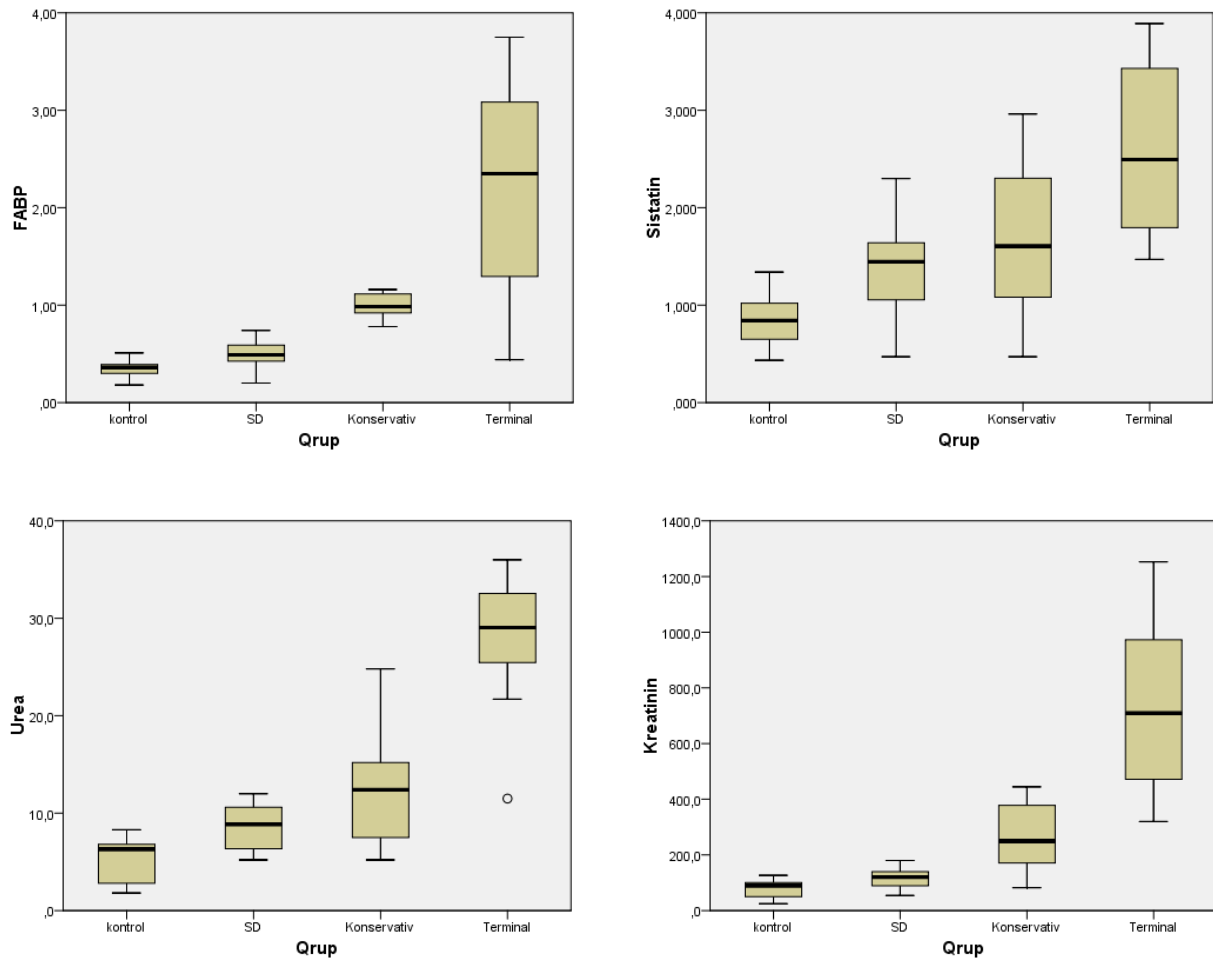 4,00
3,00
2,00
1,00
,00
FABP
kontrol SD Konservativ Terminal
Qrup
4,000
3,000
2,000
1,000
,000
Sistatin
kontrol SD Konservativ Terminal
Qrup
40,0
30,0
20,0
10,0
,0
Urea
kontrol SD Konservativ Terminal
Qrup
1400,0
1200,0
1000,0
800,0
600,0
400,0
200,0
,0
Kreatinin
kontrol SD Konservativ Terminal
Qrup